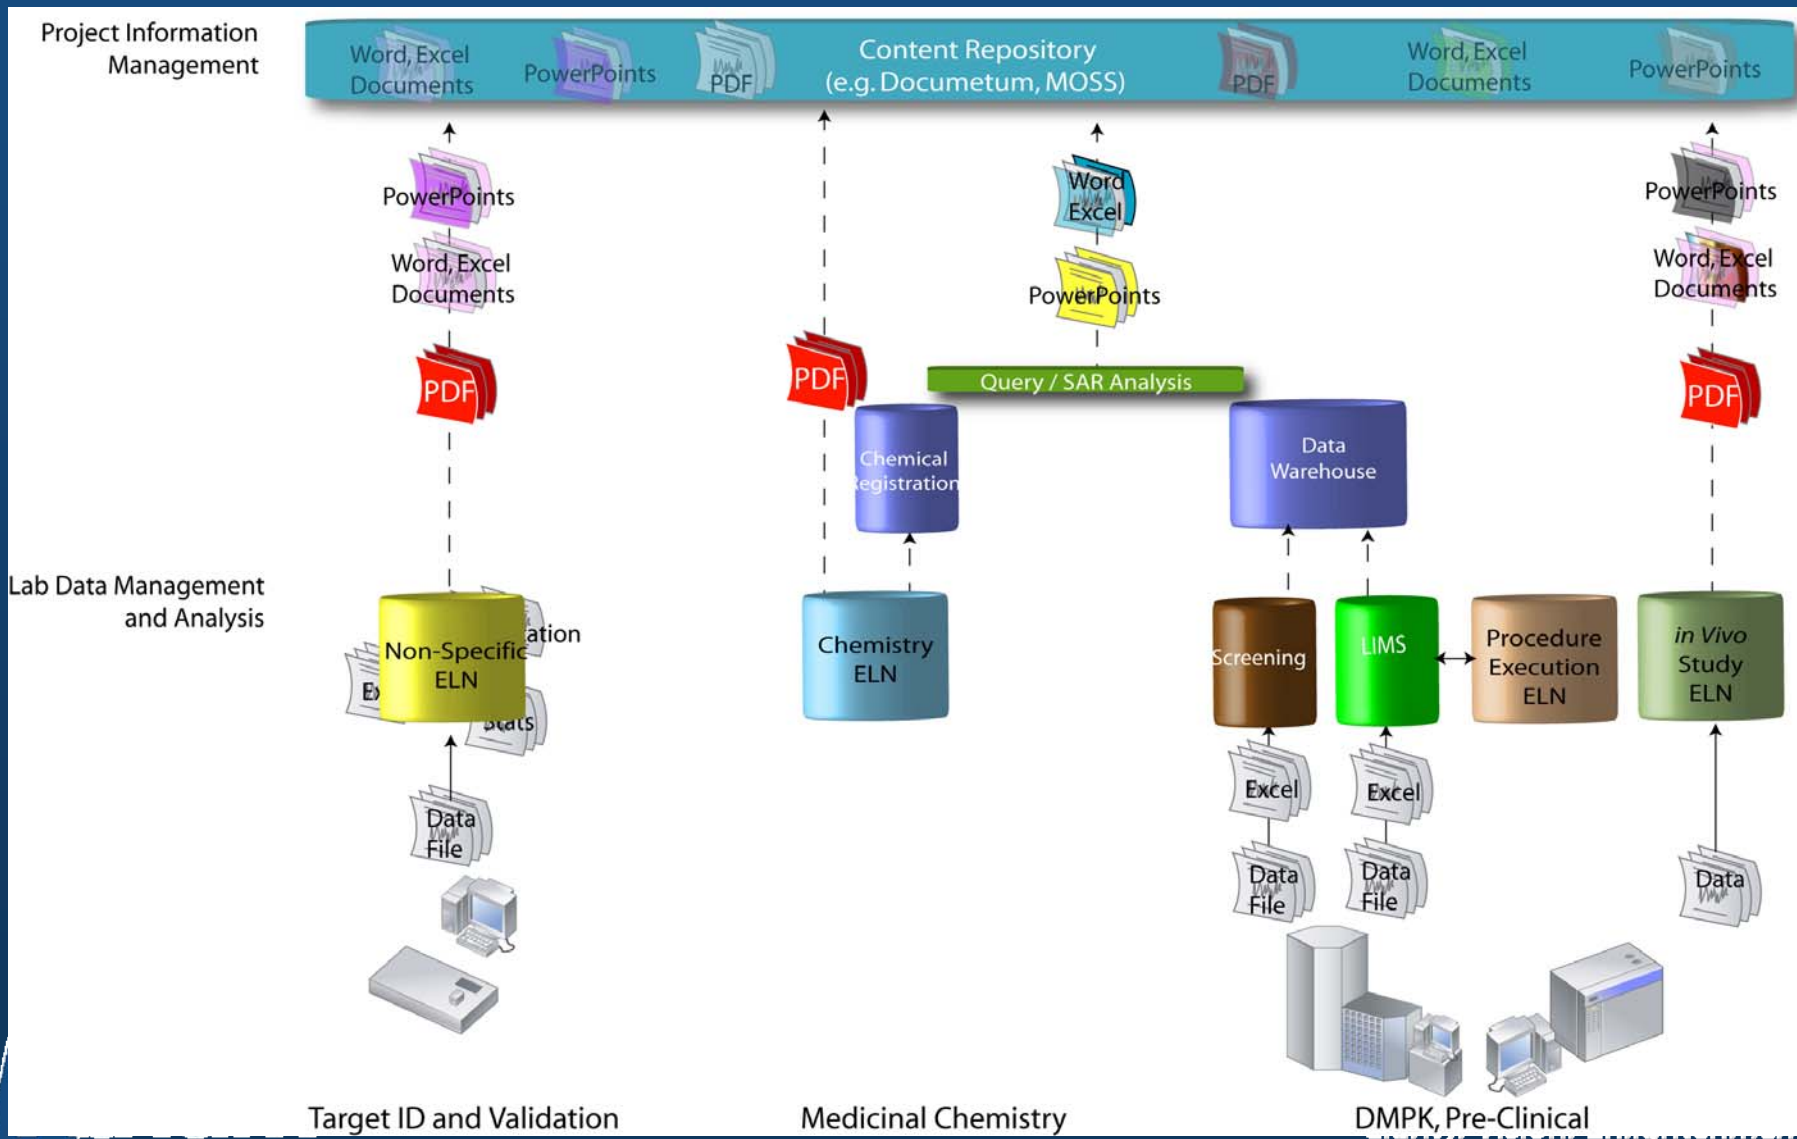 Project Information
Management
Word, Excel
Documents
PowerPoints
PDF
Content Repository
(e.g. Documetum, MOSS)
PDF
Word, Excel
Documents
PowerPoints
PowerPoints
Word, Excel
Documents
PDF
PDF
Word
Excel
PowerPoints
Query / SAR Analysis
PowerPoints
Word, Excel
Documents
PDF
Chemical
Registration
Data
Warehouse
Lab Data Management
and Analysis
Non-Specific
ELN
Stats
Chemistry
ELN
Screening
LIMS
Procedure
Execution
ELN
in Vivo
Study
ELN
Data
File
Excel
Excel
Data
File
Data
File
Data
Target ID and Validation
Medicinal Chemistry
DMPK, Pre-Clinical